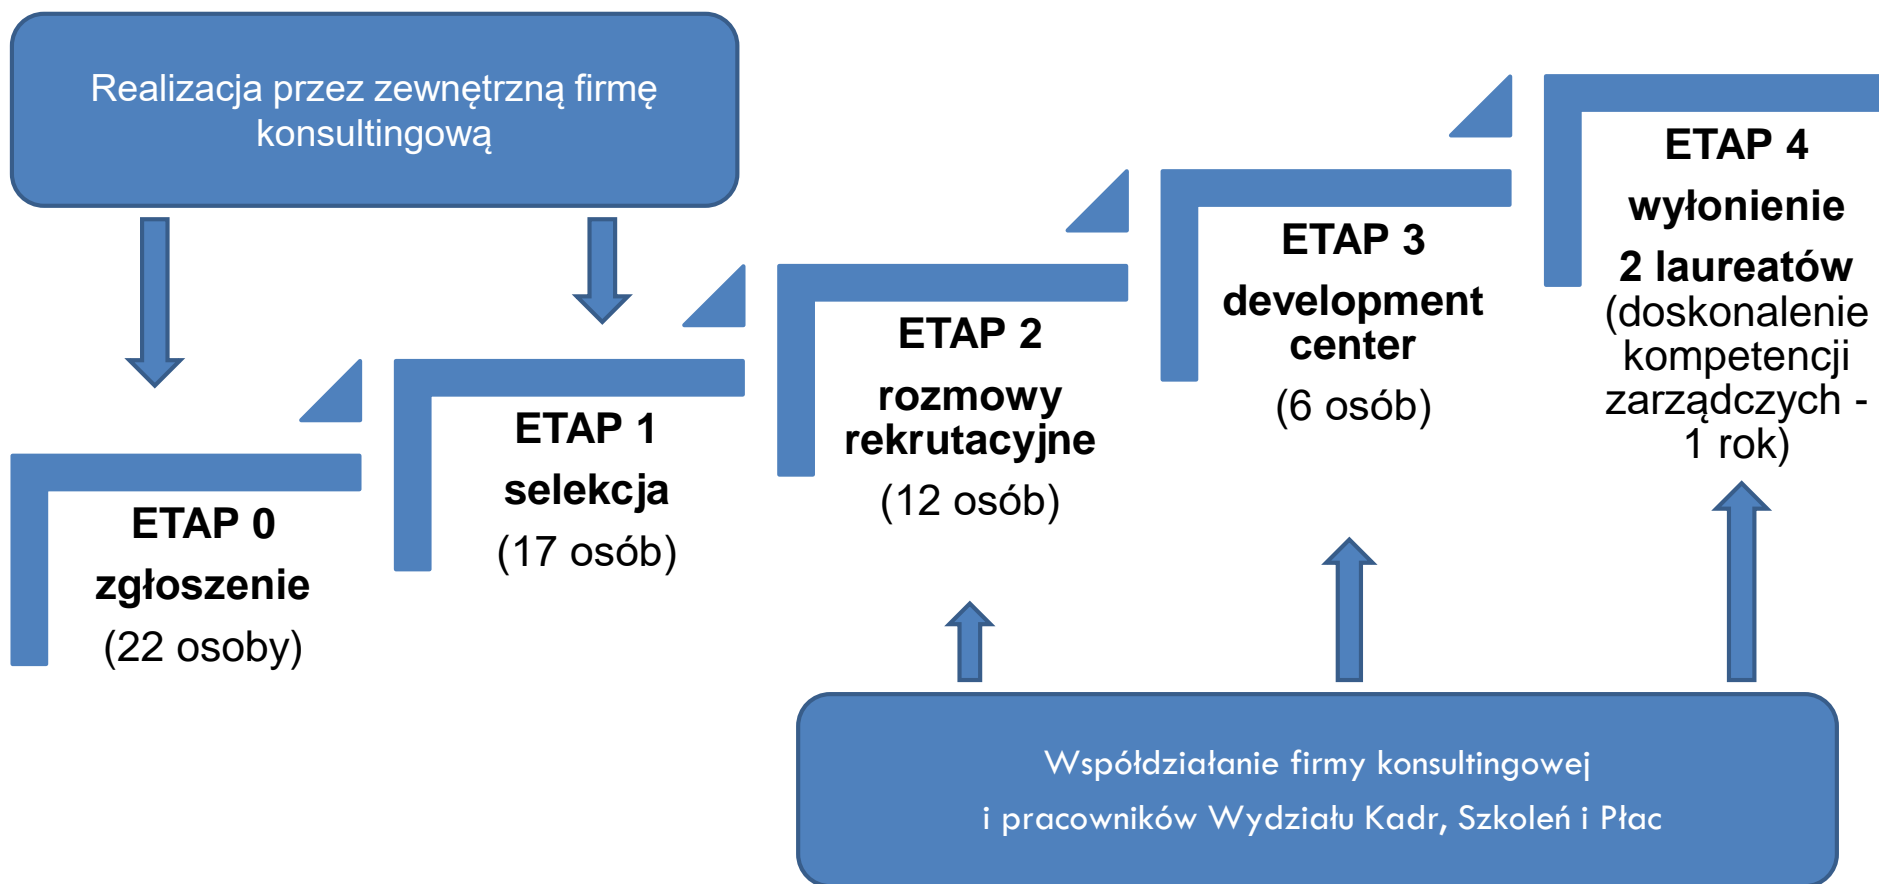 Realizacja przez zewnętrzną firmę
konsultingową
ETAP 0
zgłoszenie
(22 osoby)
ETAP 1
selekcja
(17 osób)
ETAP 2
rozmowy
rekrutacyjne
(12 osób)
ETAP 3
development
center
(6 osób)
ETAP 4
wyłonienie
2 laureatów
(doskonalenie
kompetencji
zarządczych -
1 rok)
Współdziałanie firmy konsultingowej
i pracowników Wydziału Kadr, Szkoleń i Płac